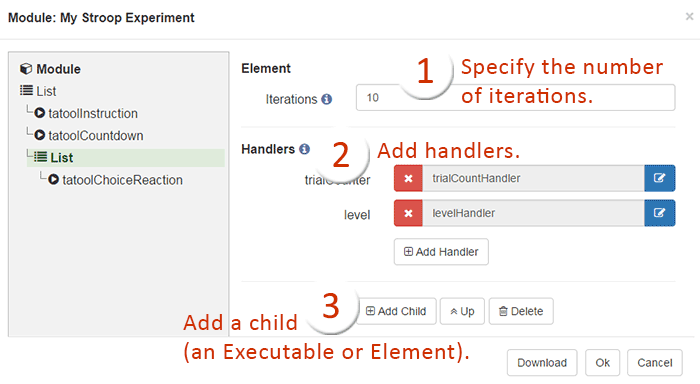 Module: My Stroop Experiment
×
Module
List
tatoolInstruction
tatoolCountdown
List
tatoolChoiceReaction
Element
1 Specify the number
of iterations.
Iterations
10
Handlers
2 Add handlers.
trialCounter
trialCountHandler
level
levelHandler
Add Handler
3
Add Child
Up
Delete
Add a child
(an Executable or Element).
Download
Ok
Cancel